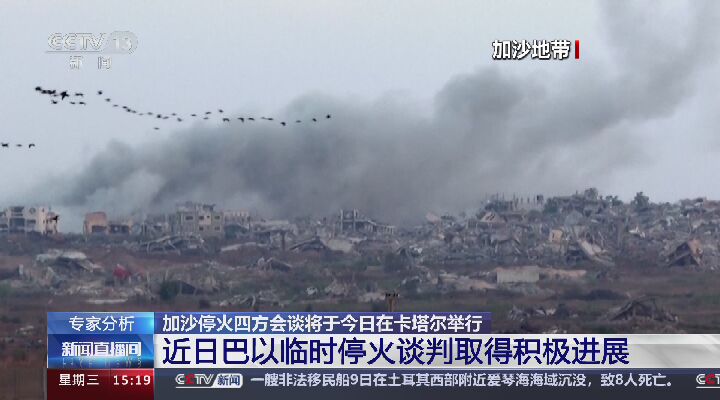 CCTV 13
新闻
加沙地带
专家分析
加沙停火四方会谈将于今日在卡塔尔举行
新闻直播间
近日巴以临时停火谈判取得积极进展
星期三 15:19
CCTV 新闻 一艘非法移民船9日在土耳其西部附近爱琴海海域沉没，致8人死亡。 CCTV